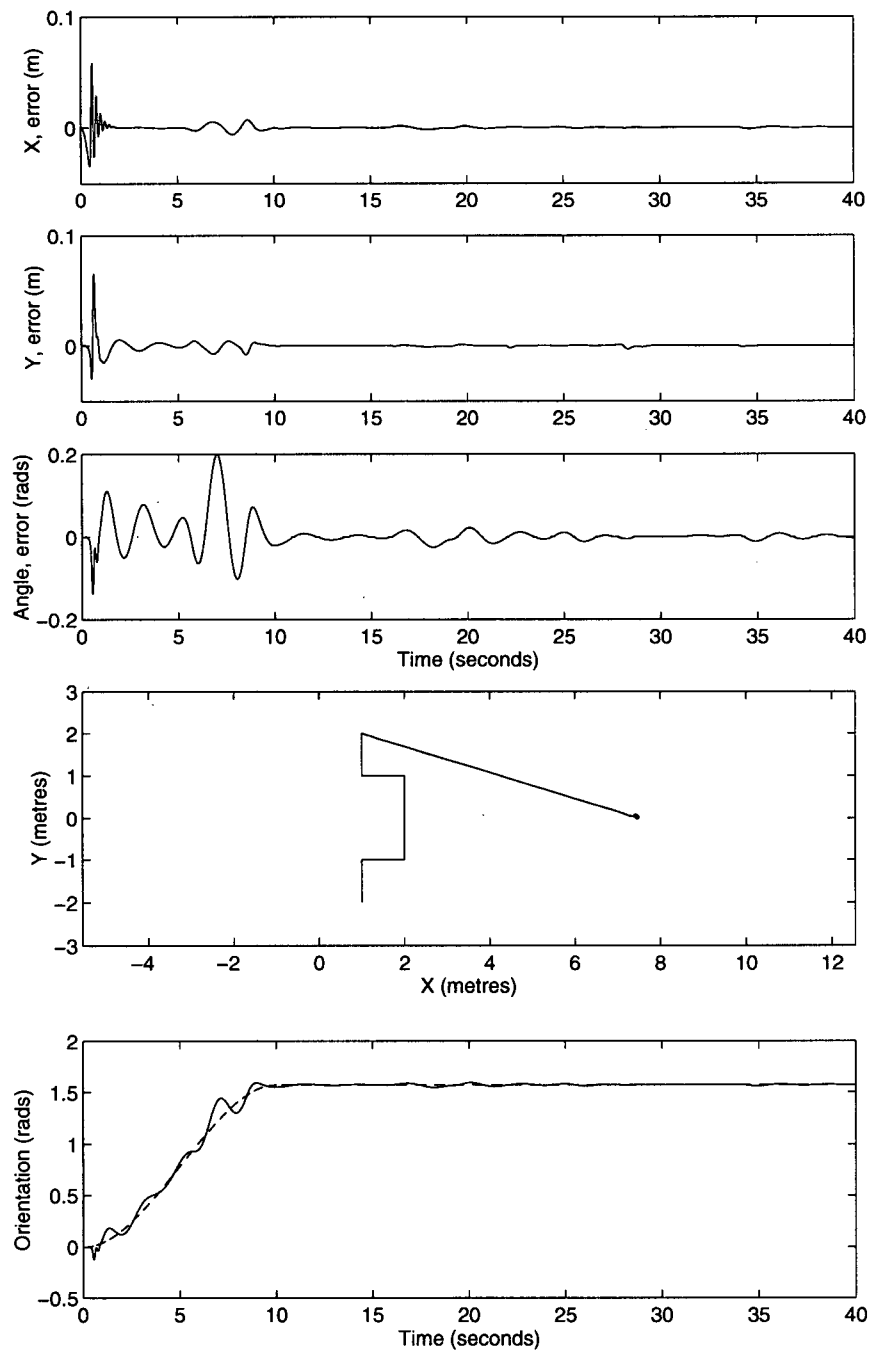 0.1
X, error (m)
0
0 5 10 15 20 25 30 35 40
0.1
Y, error (m)
0
0 5 10 15 20 25 30 35 40
0.2
Angle, error (rads)
0
−0.2
0 5 10 15 20 25 30 35 40
Time (seconds)
3
2
1
Y (metres)
0
−1
−2
−3
−4 −2 0 2 4 6 8 10 12
X (metres)
2
1.5
Orientation (rads)
1
0.5
0
−0.5
0 5 10 15 20 25 30 35 40
Time (seconds)